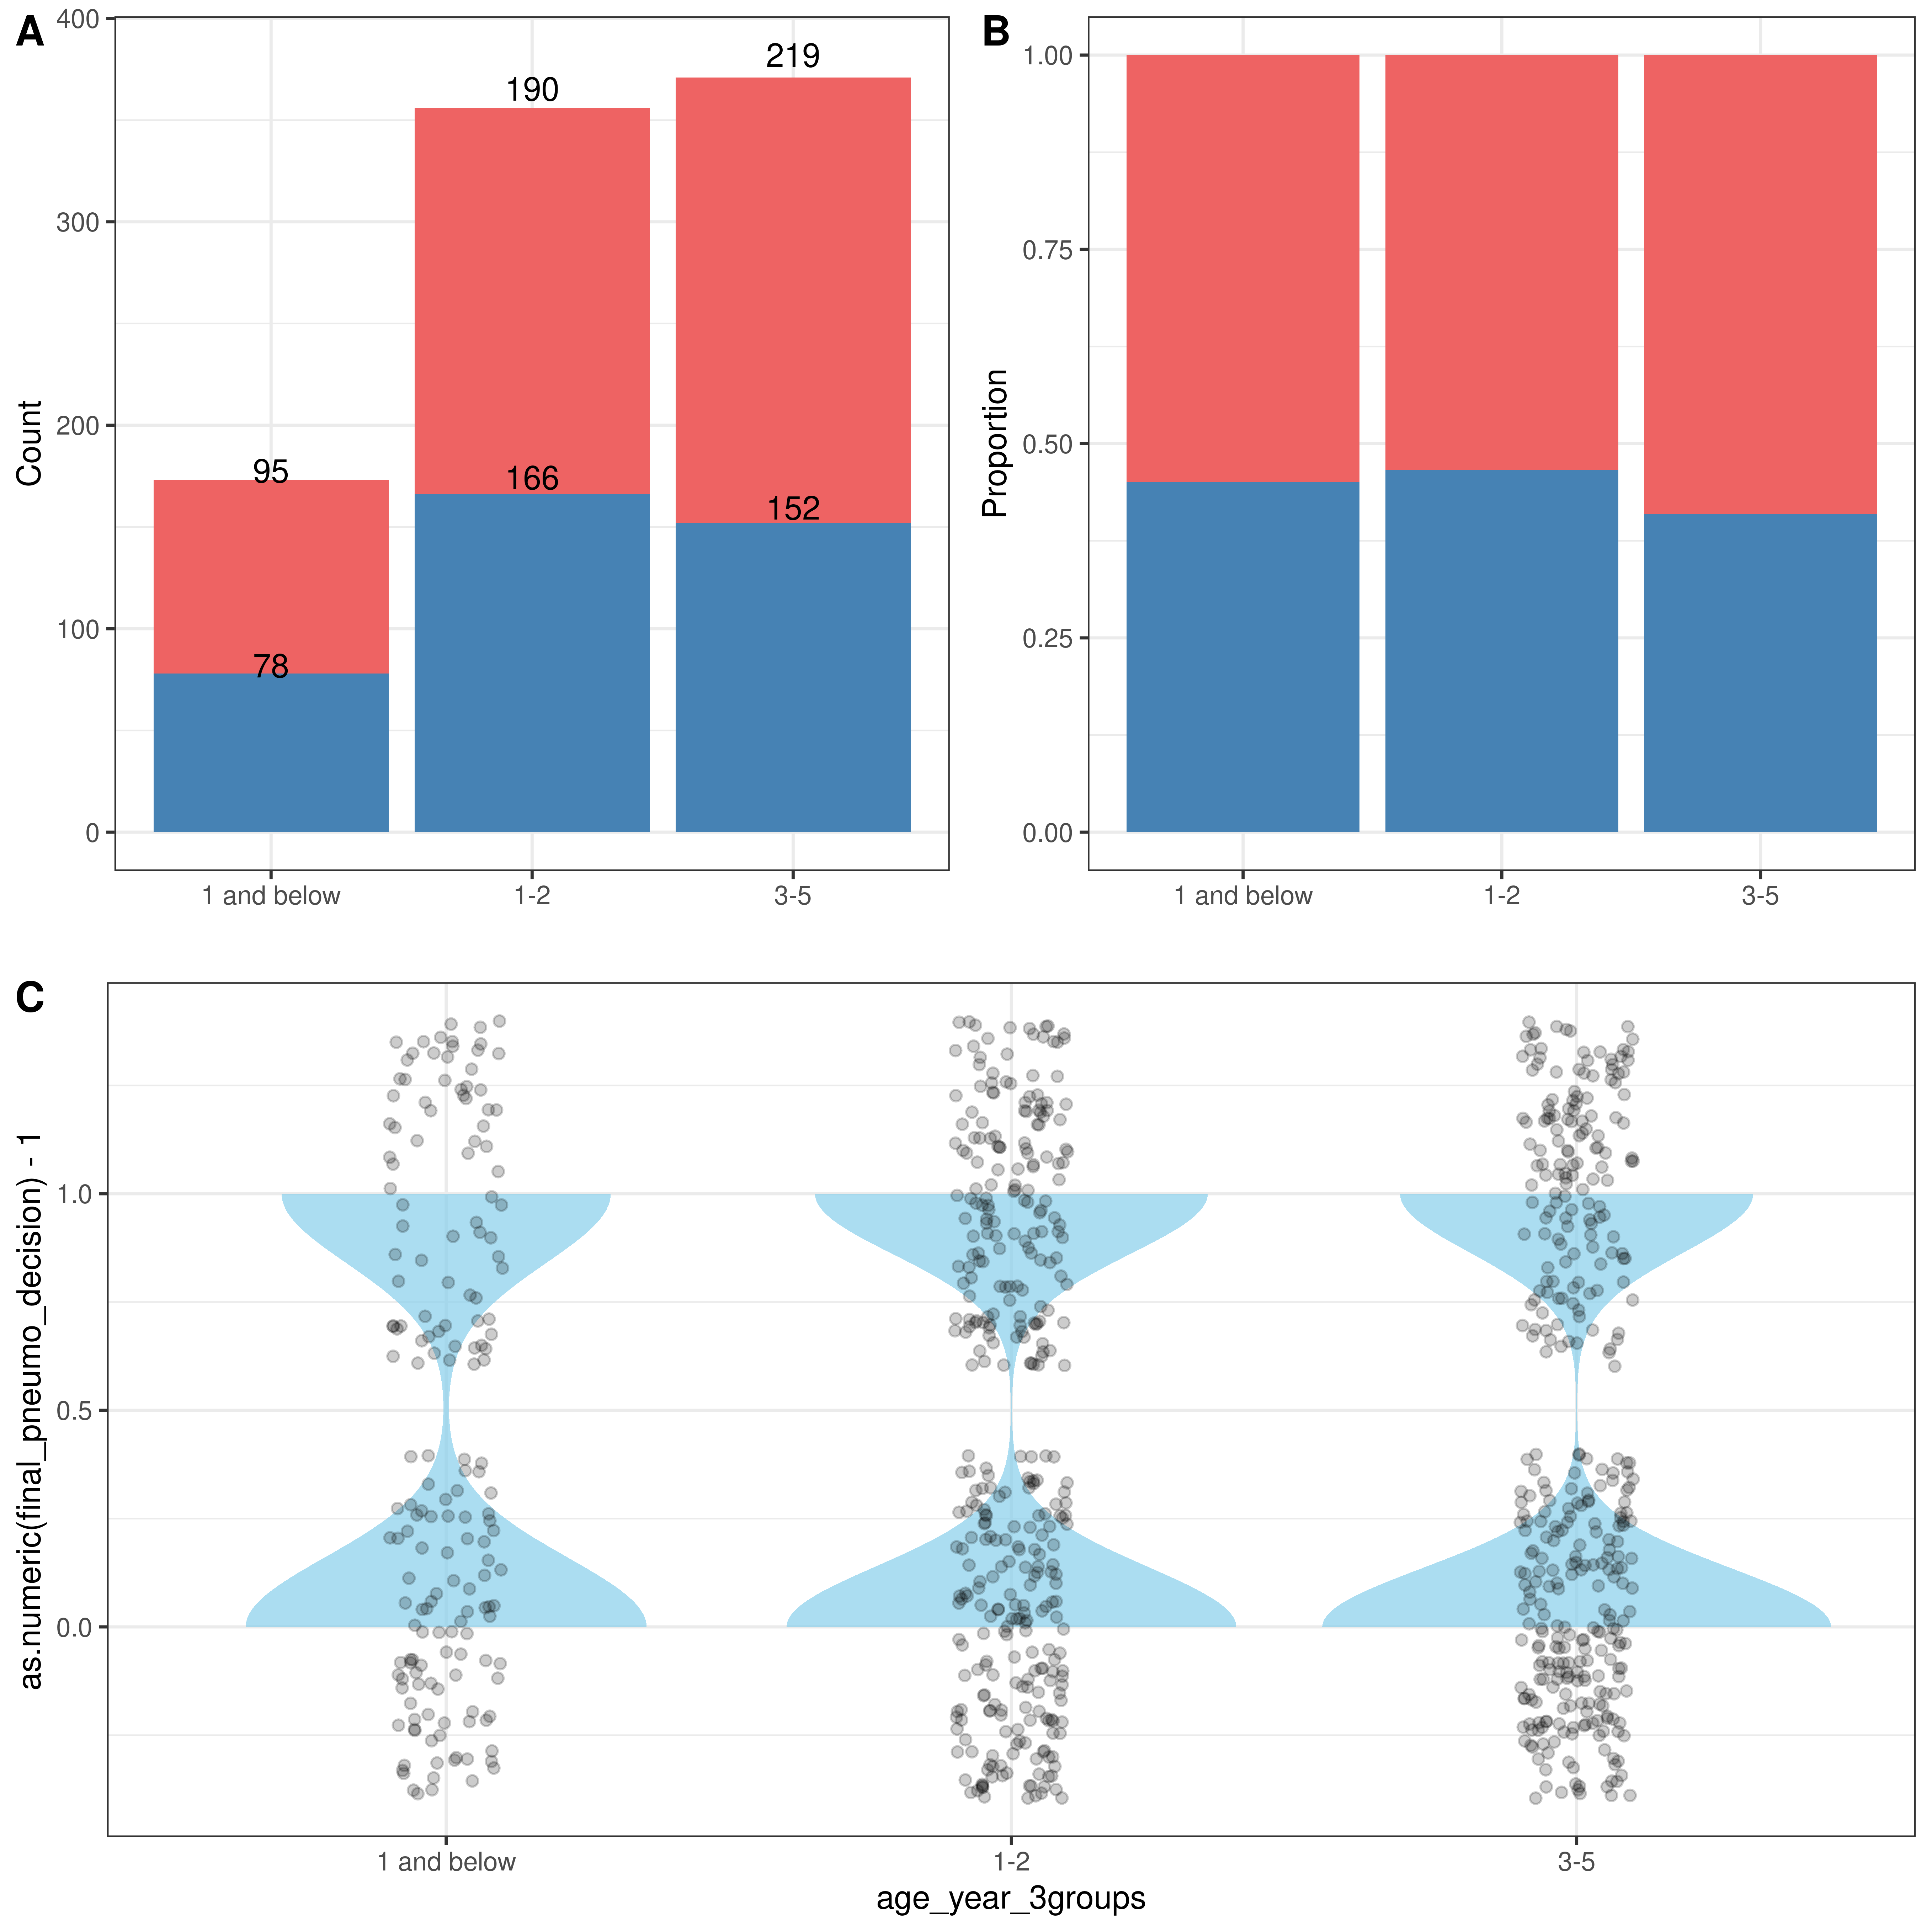 A
400
300
200
100
0
Count
95
78
190
166
219
152
1 and below
1-2
3-5
B
1.00
0.75
0.50
0.25
0.00
Proportion
1 and below
1-2
3-5
C
1.0
0.5
0.0
as.numeric(final_pneumo_decision) - 1
1 and below
1-2
3-5
age_year_3groups